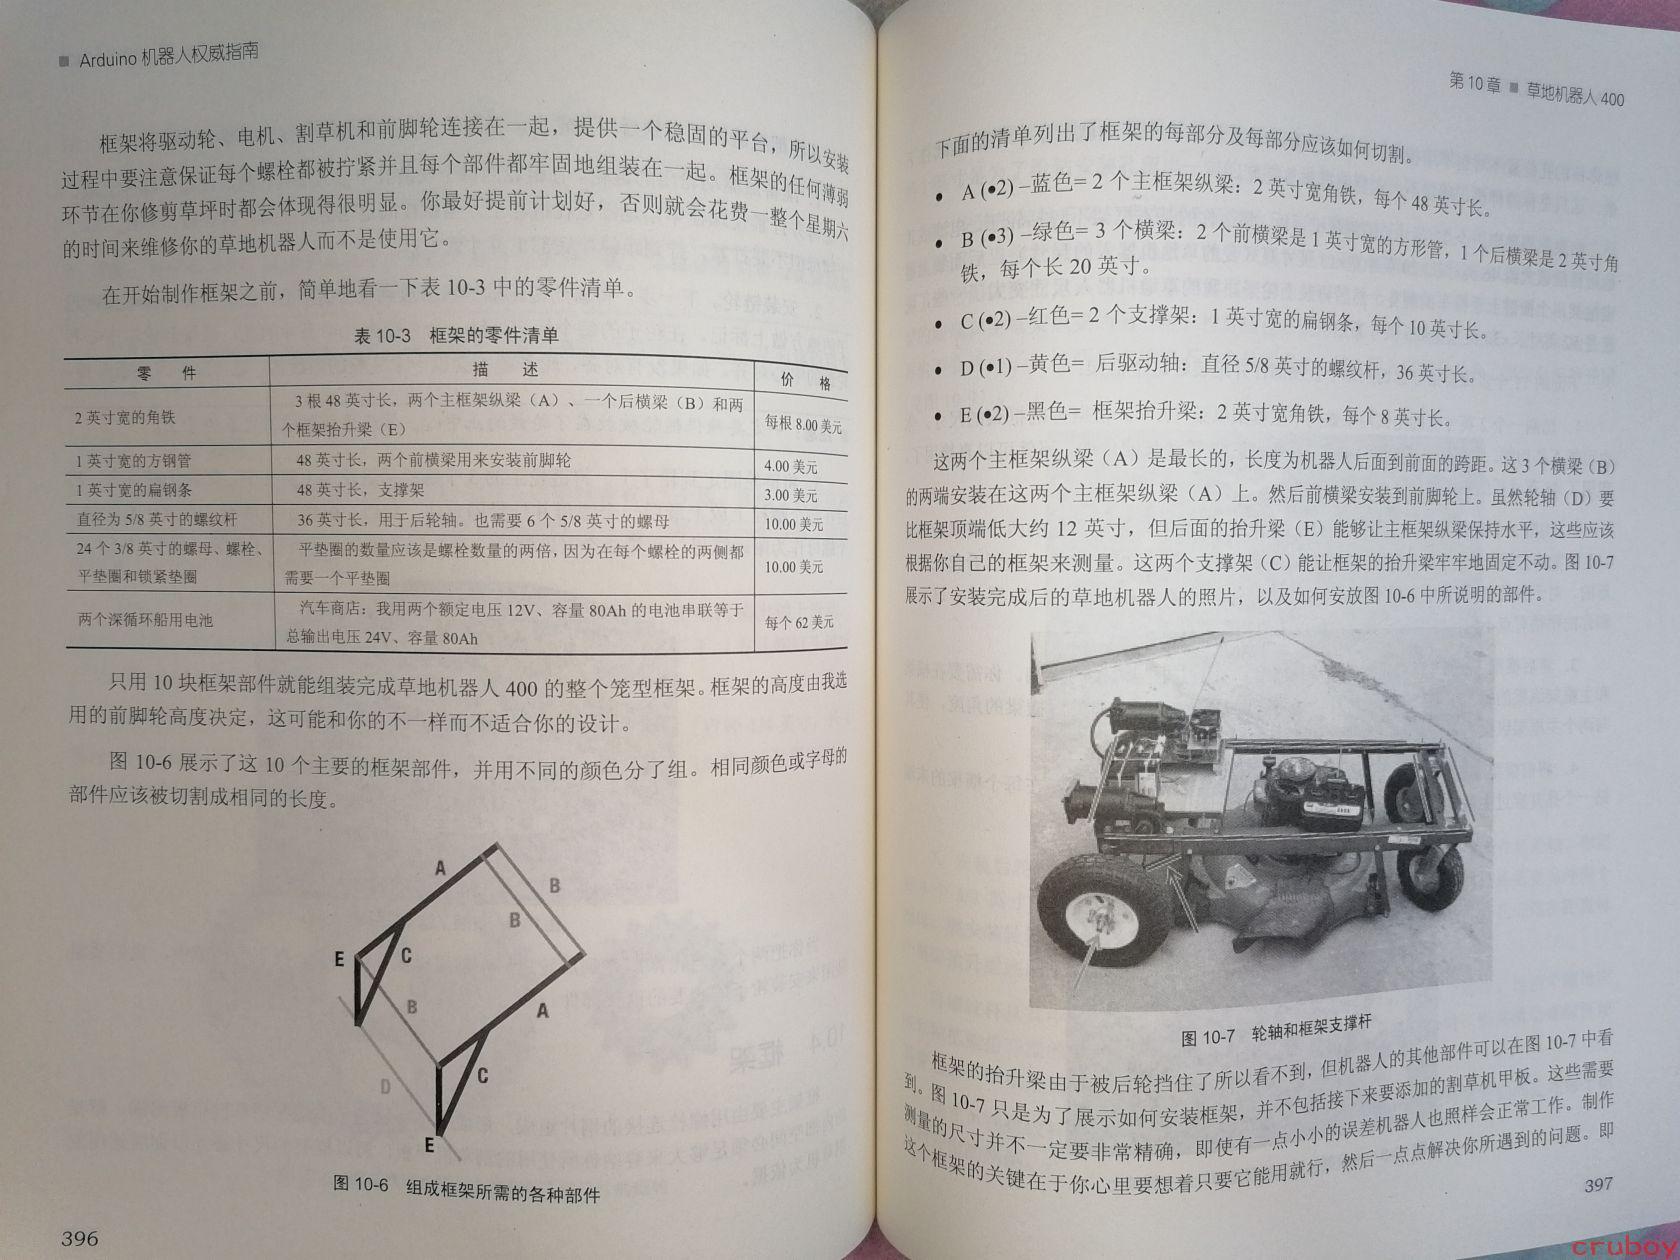 ■ Arduino 机器人权威指南
框架将驱动轮、电机、割草机和前脚轮连接在一起，提供一个稳固的平台，所以安装
过程中要注意保证每个螺栓都被拧紧并且每个部件都牢固地组装在一起。框架的任何薄弱
环节在你修剪草坪时都会体现得很明显。你最好提前计划好，否则就会花费一整个星期六
的时间来维修你的草地机器人而不是使用它。
在开始制作框架之前，简单地看一下表 10-3 中的零件清单。
表 10-3 框架的零件清单
零 件 描 述 价 格
2 英寸宽的角铁 3 根 48 英寸长，两个主框架纵梁（A）、一个后横梁（B）和两
个框架抬升梁（E） 每根 8.00 美元
1 英寸宽的方钢管 48 英寸长，两个前横梁用来安装前脚轮 4.00 美元
1 英寸宽的扁钢条 48 英寸长，支撑架 3.00 美元
直径为 5/8 英寸的螺纹杆 36 英寸长，用于后轮轴。也需要 6 个 5/8 英寸的螺母 10.00 美元
24 个 3/8 英寸的螺母、螺栓、
平垫圈和锁紧垫圈 平垫圈的数量应该是螺栓数量的两倍，因为在每个螺栓的两侧都
需要一个平垫圈 10.00 美元
两个深循环船用电池 汽车商店：我用两个额定电压 12V、容量 80Ah 的电池串联等于
总输出电压 24V、容量 80Ah 每个 62 美元
只用 10 块框架部件就能组装完成草地机器人 400 的整个笼型框架。框架的高度由我选
用的前脚轮高度决定，这可能和你的不一样而不适合你的设计。
图 10-6 展示了这 10 个主要的框架部件，并用不同的颜色分了组。相同颜色或字母的
部件应该被切割成相同的长度。
A
B
B
E
C
B
A
D
C
E
图 10-6 组成框架所需的各种部件
396
第 10 章 ■ 草地机器人 400
下面的清单列出了框架的每部分及每部分应该如何切割。
• A (•2) –蓝色= 2 个主框架纵梁：2 英寸宽角铁，每个 48 英寸长。
• B (•3) –绿色= 3 个横梁：2 个前横梁是 1 英寸宽的方形管，1 个后横梁是 2 英寸角
铁，每个长 20 英寸。
• C (•2) –红色= 2 个支撑架：1 英寸宽的扁钢条，每个 10 英寸长。
• D (•1) –黄色= 后驱动轴：直径 5/8 英寸的螺纹杆，36 英寸长。
• E (•2) –黑色= 框架抬升梁：2 英寸宽角铁，每个 8 英寸长。
这两个主框架纵梁（A）是最长的，长度为机器人后面到前面的跨距。这 3 个横梁（B）
的两端安装在这两个主框架纵梁（A）上。然后前横梁安装到前脚轮上。虽然轮轴（D）要
比框架顶端低大约 12 英寸，但后面的抬升梁（E）能够让主框架纵梁保持水平，这些应该
根据你自己的框架来测量。这两个支撑架（C）能让框架的抬升梁牢牢地固定不动。图 10-7
展示了安装完成后的草地机器人的照片，以及如何安放图 10-6 中所说明的部件。
图 10-7 轮轴和框架支撑杆
框架的抬升梁由于被后轮挡住了所以看不到，但机器人的其他部件可以在图 10-7 中看
到。图 10-7 只是为了展示如何安装框架，并不包括接下来要添加的割草机甲板。这些需要
测量的尺寸并不一定要非常精确，即使有一点小小的误差机器人也照样会正常工作。制作
这个框架的关键在于你心里要想着只要它能用就行，然后一点点解决你所遇到的问题。即
397
cruboy